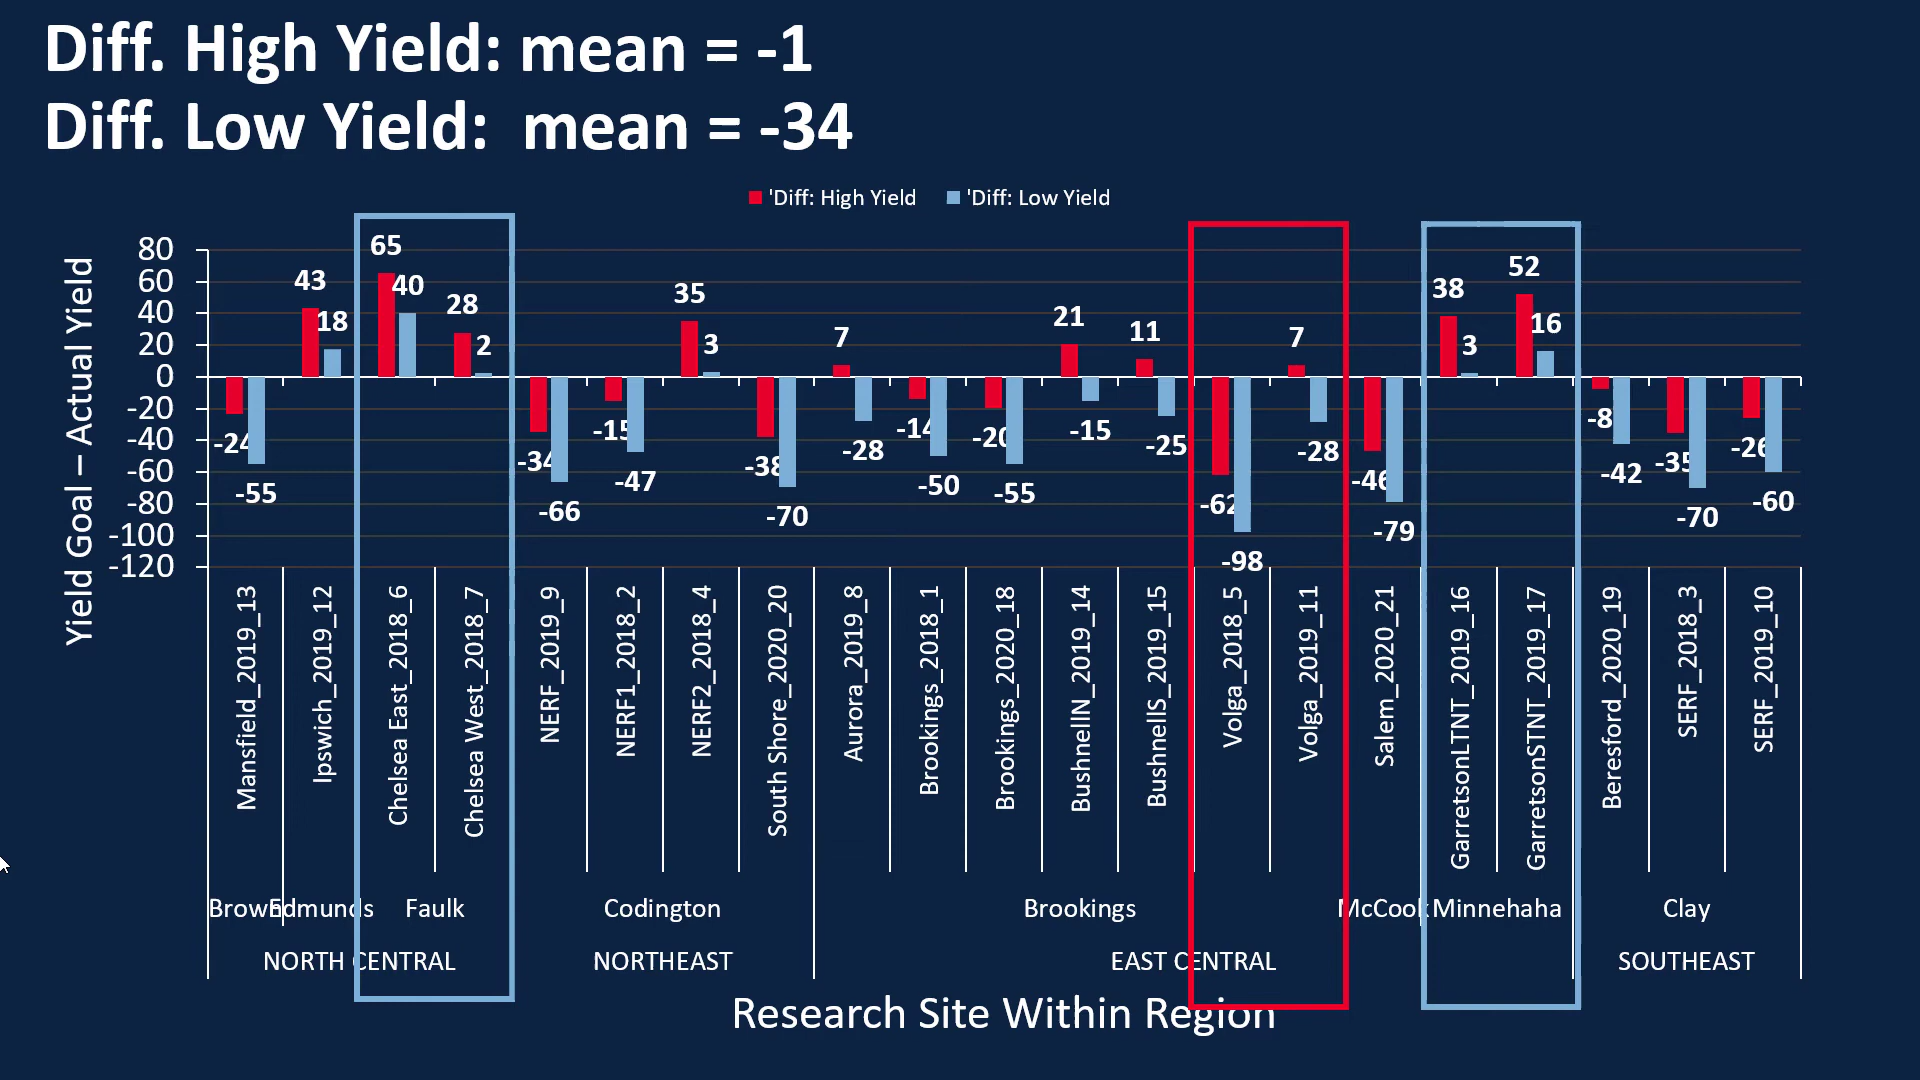 Diff. High Yield: mean = -1
Diff. Low Yield: mean = -34
'Diff: High Yield 'Diff: Low Yield
Yield Goal – Actual Yield
80
60
40
20
0
-20
-40
-60
-80
-100
-120
-24 43 65 28 -34 -15 35 -38 7 -14 -20 21 11 -62 7 -46 38 52 -8 -35 -26
-55 18 40 2 -66 -47 3 -70 -28 -50 -55 -15 -25 -98 -28 -79 3 16 -42 -70 -60
Mansfield_2019_13
Ipswich_2019_12
Chelsea East_2018_6
Chelsea West_2018_7
NERF_2019_9
NERF1_2018_2
NERF2_2018_4
South Shore_2020_20
Aurora_2019_8
Brookings_2018_1
Brookings_2020_18
BushnellN_2019_14
BushnellS_2019_15
Volga_2018_5
Volga_2019_11
Salem_2020_21
GarretsonLTNT_2019_16
GarretsonSTNT_2019_17
Beresford_2020_19
SERF_2018_3
SERF_2019_10
Brown Edmunds Faulk Codington Brookings McCook Minnehaha Clay
NORTH CENTRAL NORTHEAST EAST CENTRAL SOUTHEAST
Research Site Within Region